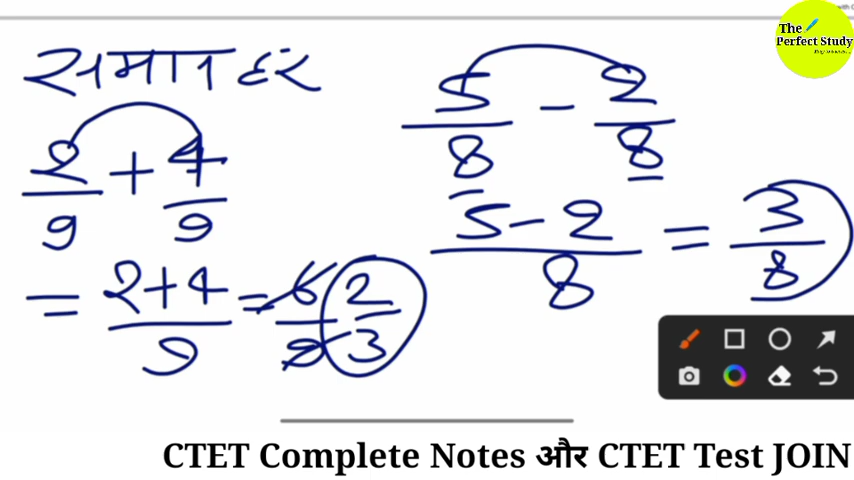 The
Perfect Study
समान हर
2/9 + 4/9
= 2+4/9 = 6/9 2/3
5/8 - 2/8
5-2/8 = 3/8
CTET Complete Notes और CTET Test JOIN